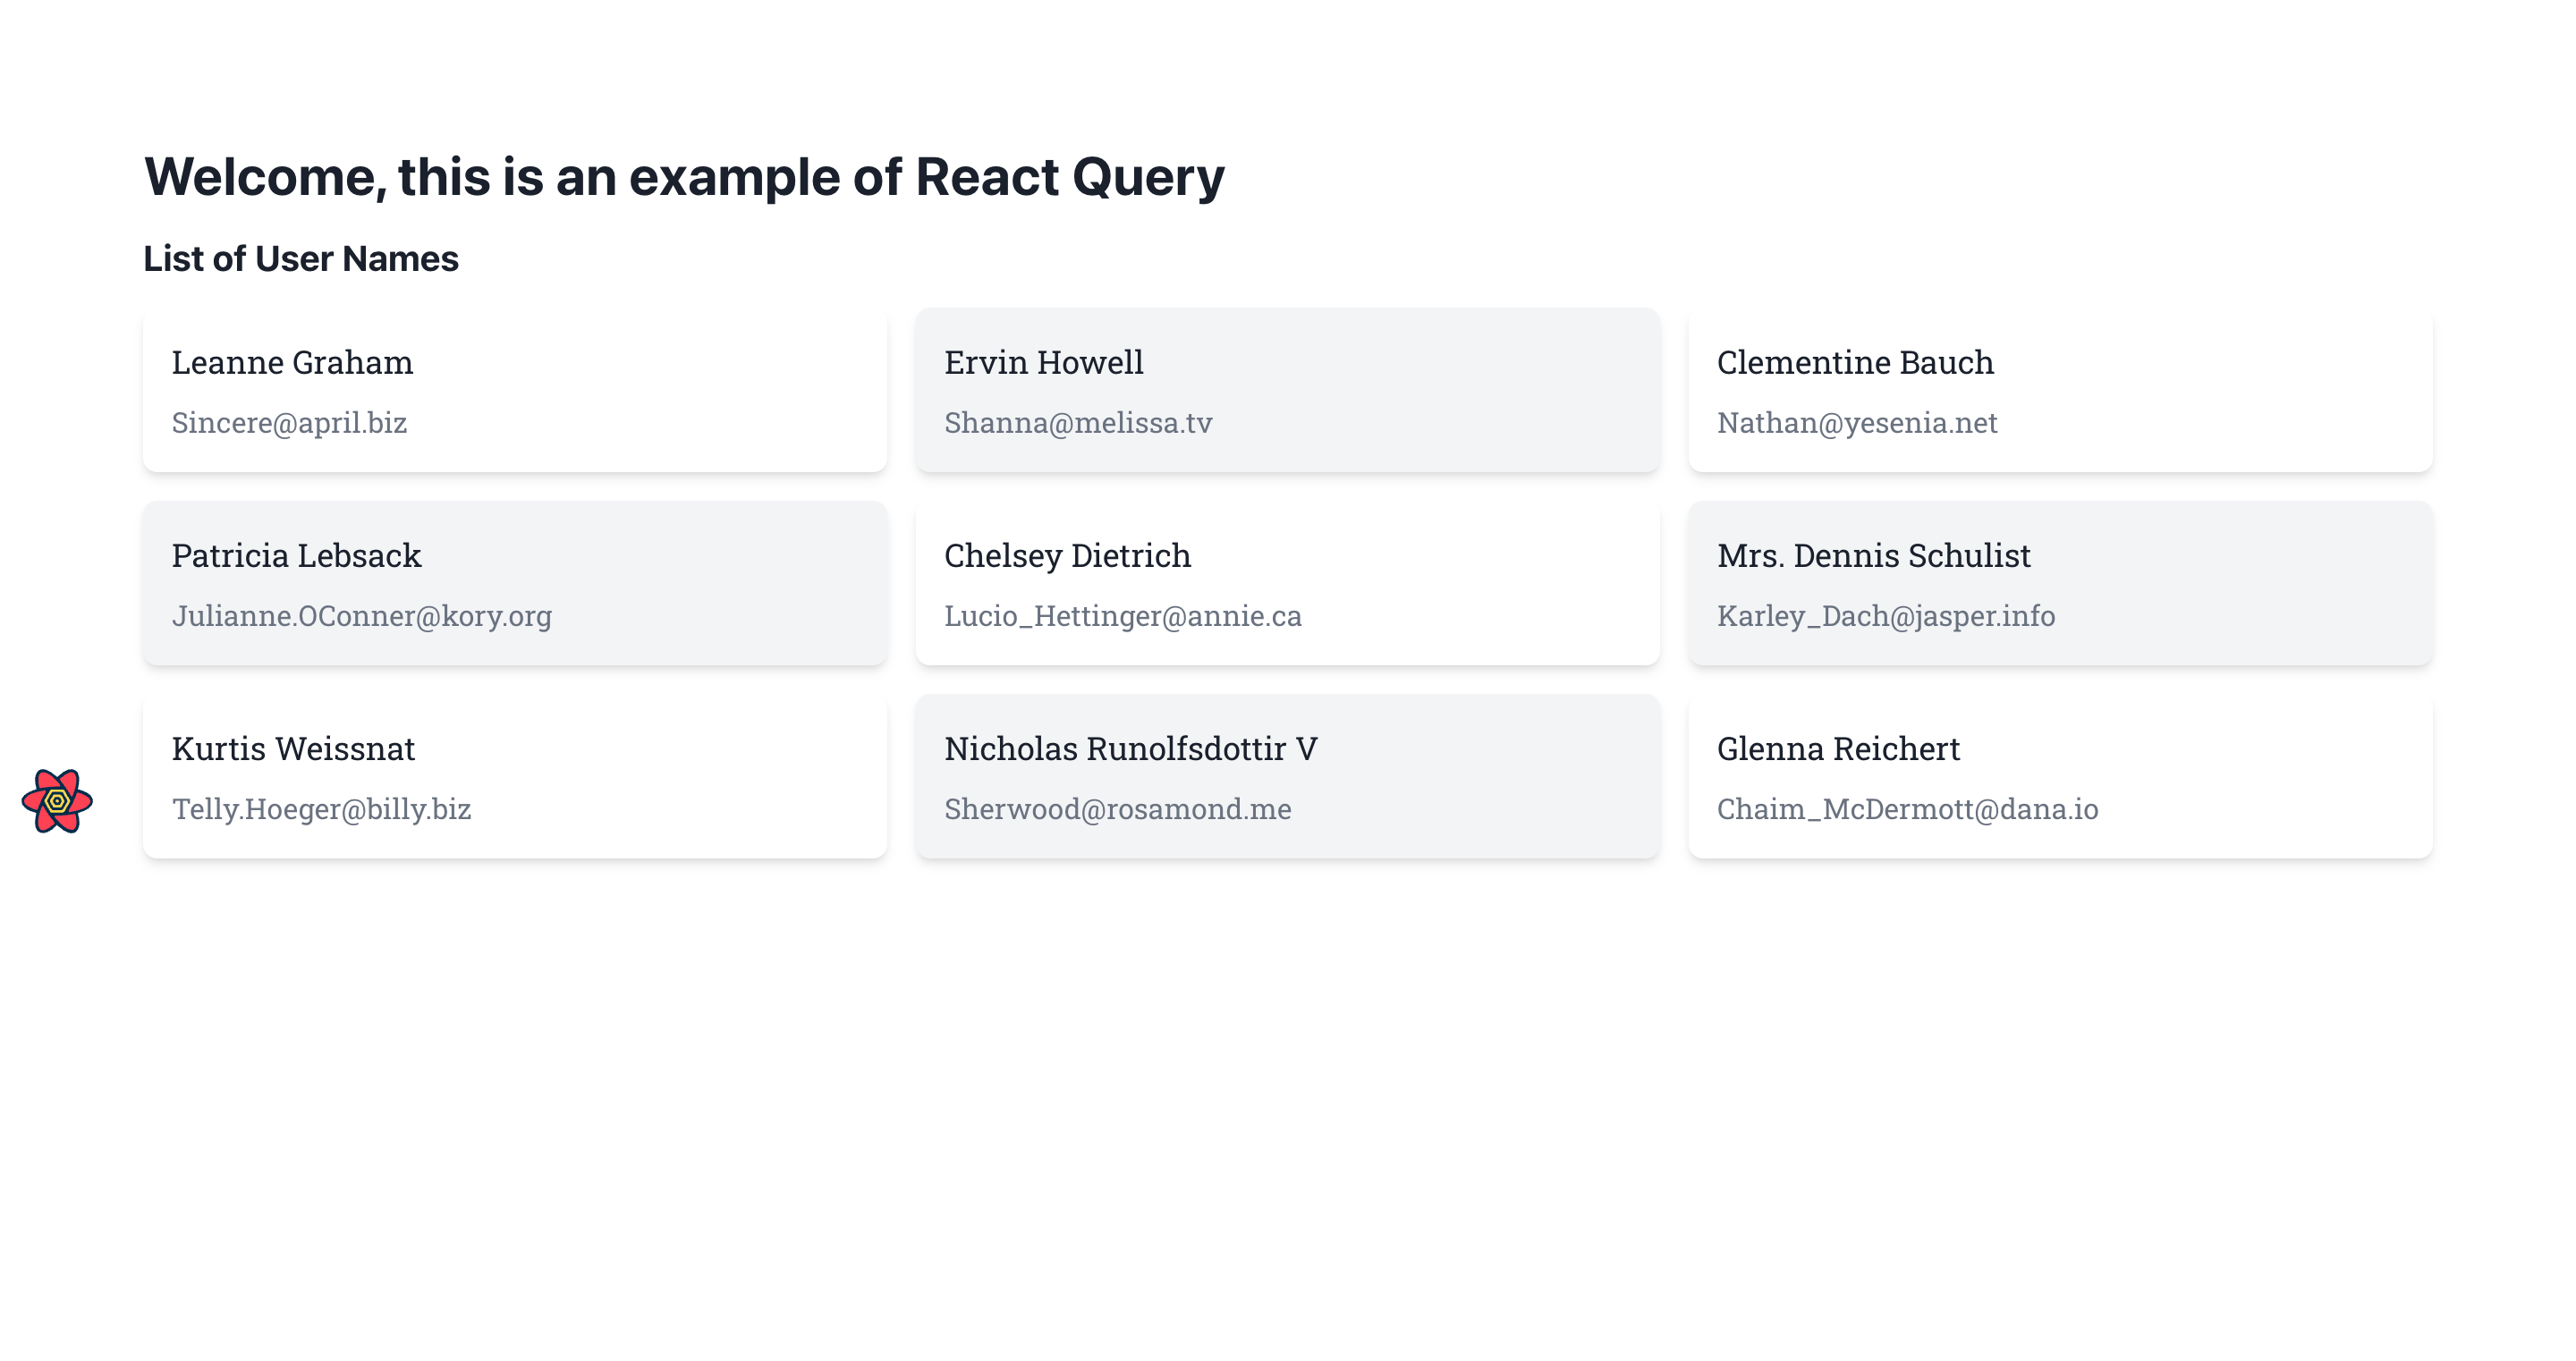 Welcome, this is an example of React Query
List of User Names
Leanne Graham
Sincere@april.biz
Ervin Howell
Shanna@melissa.tv
Clementine Bauch
Nathan@yesenia.net
Patricia Lebsack
Julianne.OConner@kory.org
Chelsey Dietrich
Lucio_Hettinger@annie.ca
Mrs. Dennis Schulist
Karley_Dach@jasper.info
Kurtis Weissnat
Telly.Hoeger@billy.biz
Nicholas Runolfsdottir V
Sherwood@rosamond.me
Glenna Reichert
Chaim_McDermott@dana.io